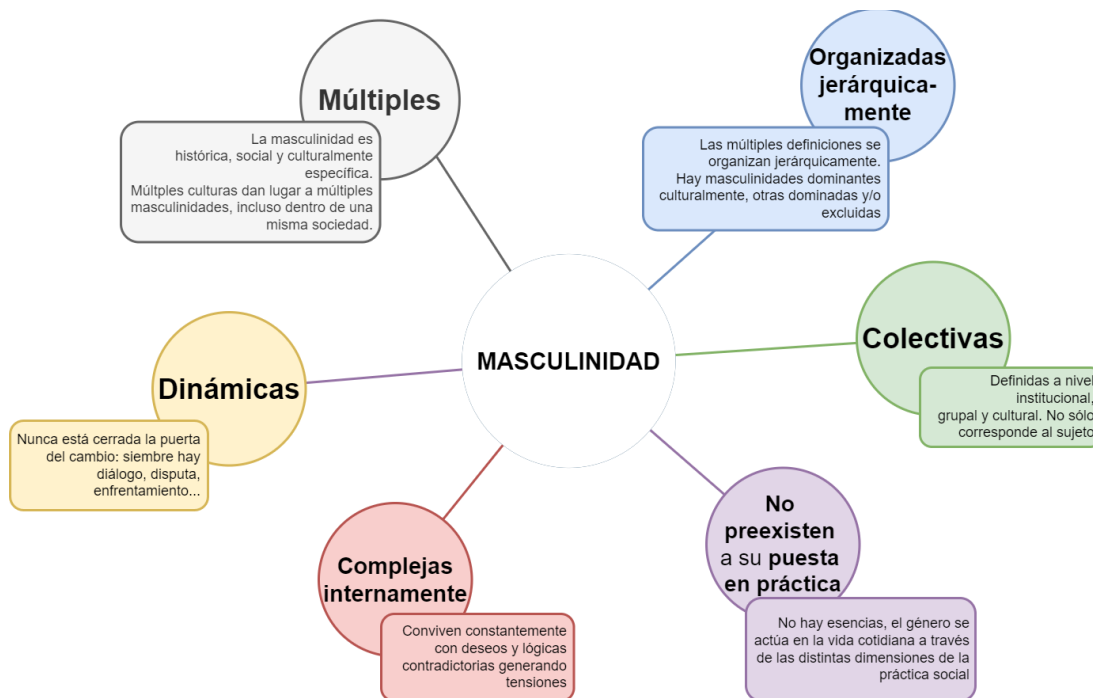 Múltiples
La masculinidad es
histórica, social y culturalmente
específica.
Múltples culturas dan lugar a múltiples
masculinidades, incluso dentro de una
misma sociedad.
Organizadas
jerárquica-
mente
Las múltiples definiciones se
organizan jerárquicamente.
Hay masculinidades dominantes
culturalmente, otras dominadas y/o
excluidas
MASCULINIDAD
Colectivas
Definidas a nivel
institucional,
grupal y cultural. No sólo
corresponde al sujeto
Dinámicas
Nunca está cerrada la puerta
del cambio: siembre hay
diálogo, disputa,
enfrentamiento...
No
preexisten
a su puesta
en práctica
No hay esencias, el género se
actúa en la vida cotidiana a través
de las distintas dimensiones de la
práctica social
Complejas
internamente
Conviven constantemente
con deseos y lógicas
contradictorias generando
tensiones